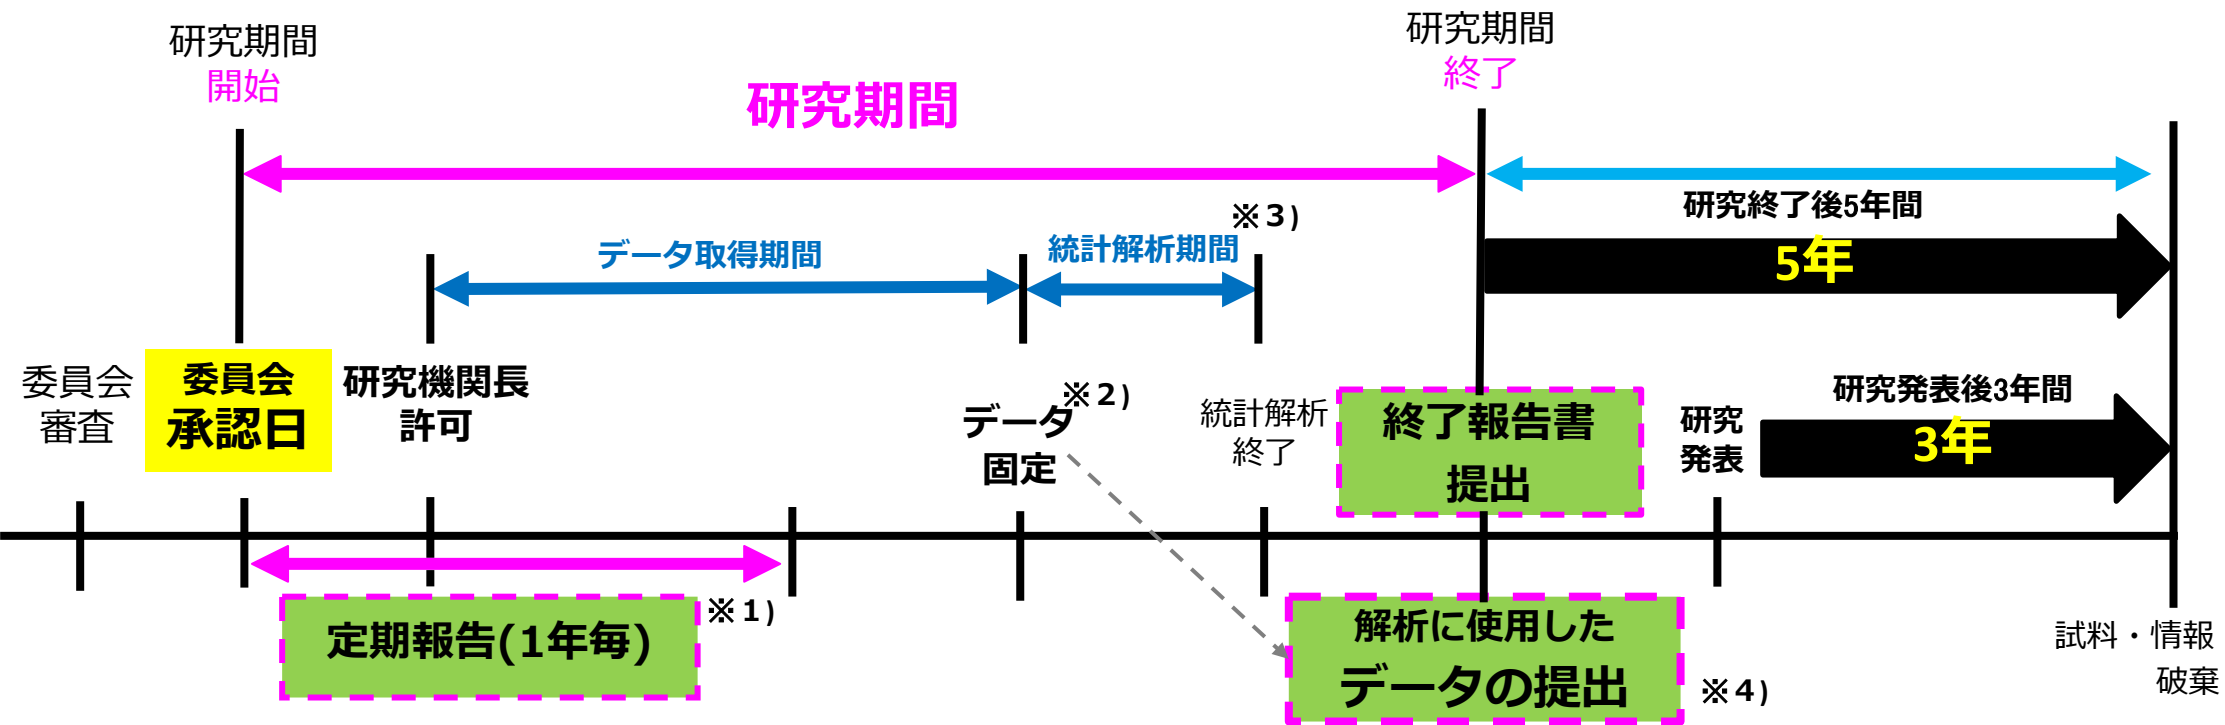 研究期間
開始
研究期間
研究期間
終了
※3)
研究終了後5年間
5年
データ取得期間
統計解析期間
委員会
審査
委員会
承認日
研究機関長
許可
※2)
データ
固定
統計解析
終了
終了報告書
提出
研究
発表
研究発表後3年間
3年
定期報告(1年毎)
※1)
解析に使用した
データの提出
※4)
試料・情報
破棄